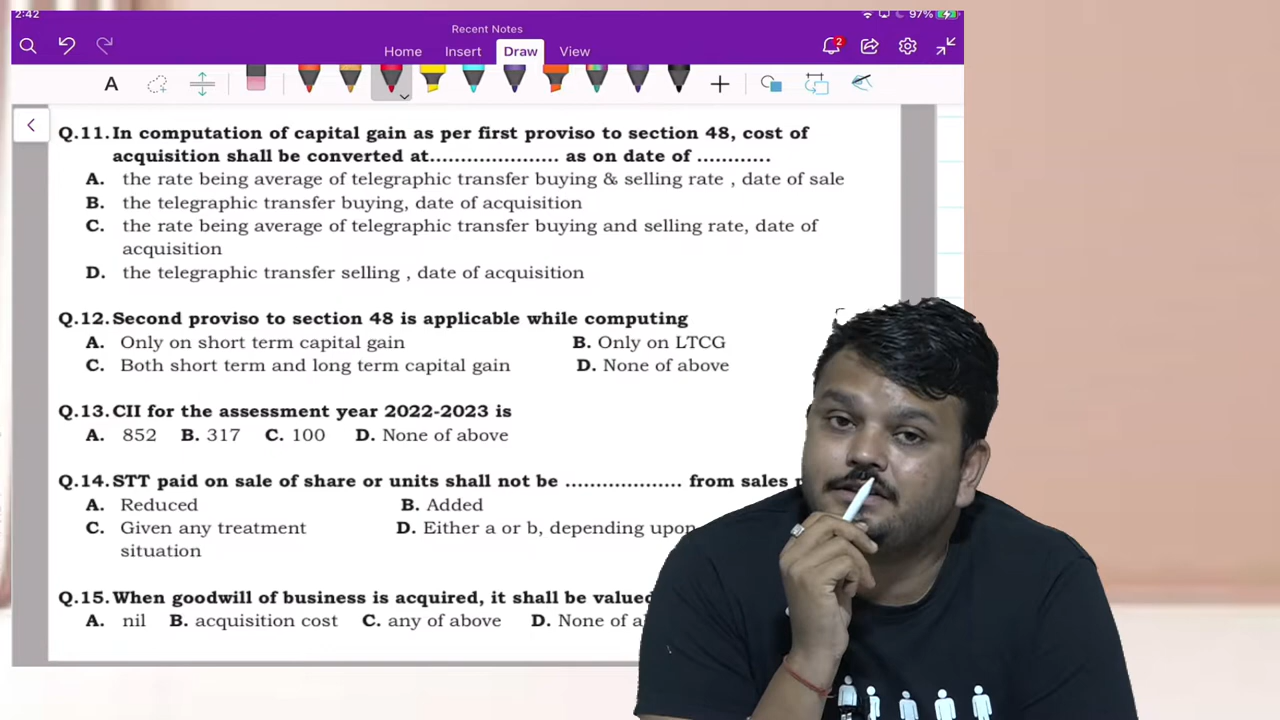 2:42
97%
Recent Notes
Home Insert Draw View
2
A
Q.11. In computation of capital gain as per first proviso to section 48, cost of
acquisition shall be converted at..................... as on date of ............
A. the rate being average of telegraphic transfer buying & selling rate , date of sale
B. the telegraphic transfer buying, date of acquisition
C. the rate being average of telegraphic transfer buying and selling rate, date of
acquisition
D. the telegraphic transfer selling , date of acquisition
Q.12. Second proviso to section 48 is applicable while computing
A. Only on short term capital gain B. Only on LTCG
C. Both short term and long term capital gain D. None of above
Q.13. CII for the assessment year 2022-2023 is
A. 852 B. 317 C. 100 D. None of above
Q.14. STT paid on sale of share or units shall not be ................... from sales
A. Reduced B. Added
C. Given any treatment D. Either a or b, depending upon
situation
Q.15. When goodwill of business is acquired, it shall be valued
A. nil B. acquisition cost C. any of above D. None of